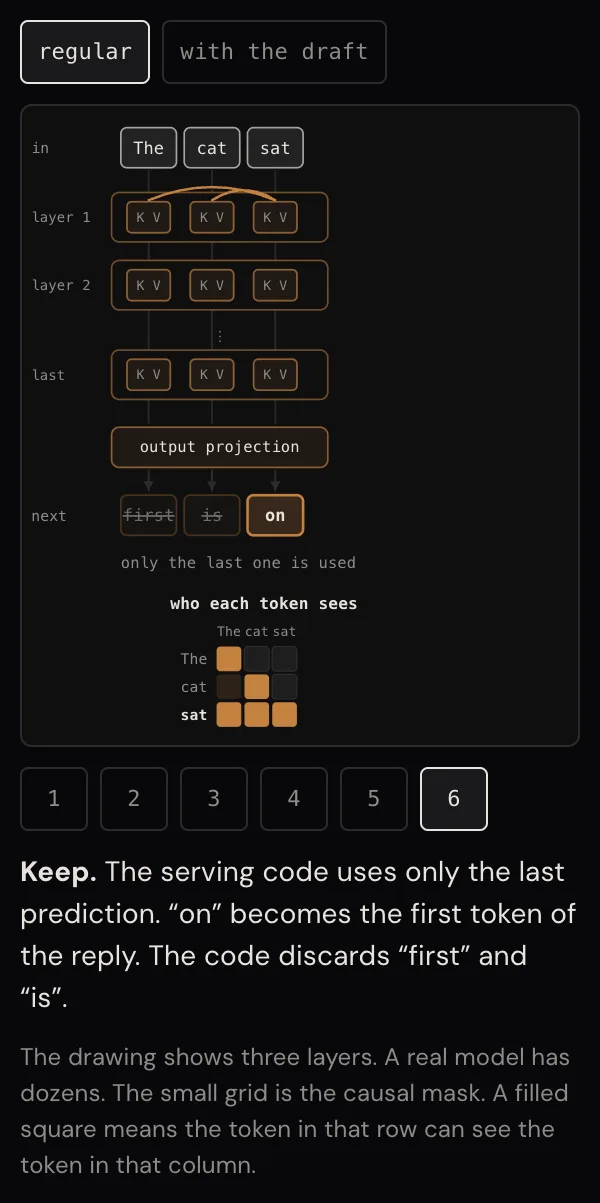 regular with the draft
in The cat sat
layer 1 K V K V K V
layer 2 K V K V K V
⋮
last K V K V K V
output projection
next first is on
only the last one is used
who each token sees
The cat sat
The
cat
sat
1 2 3 4 5 6
Keep. The serving code uses only the last
prediction. “on” becomes the first token of
the reply. The code discards “first” and
“is”.
The drawing shows three layers. A real model has
dozens. The small grid is the causal mask. A filled
square means the token in that row can see the
token in that column.